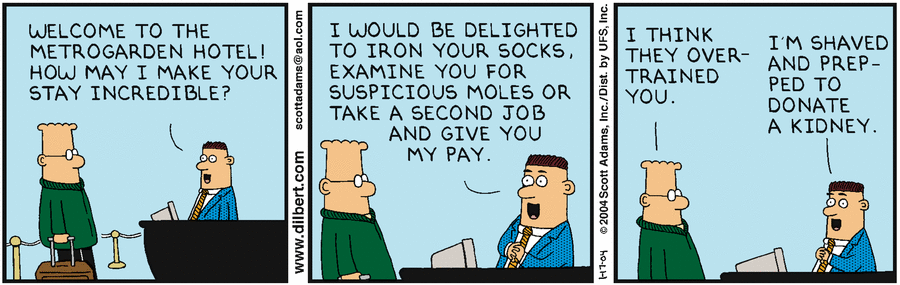 WELCOME TO THE
METROGARDEN HOTEL!
HOW MAY I MAKE YOUR
STAY INCREDIBLE?
www.dilbert.com scottadams@aol.com
I WOULD BE DELIGHTED
TO IRON YOUR SOCKS,
EXAMINE YOU FOR
SUSPICIOUS MOLES OR
TAKE A SECOND JOB
AND GIVE YOU
MY PAY.
© 2004 Scott Adams, Inc./Dist. by UFS, Inc.
I THINK
THEY OVER-
TRAINED
YOU.
I'M SHAVED
AND PREP-
PED TO
DONATE
A KIDNEY.